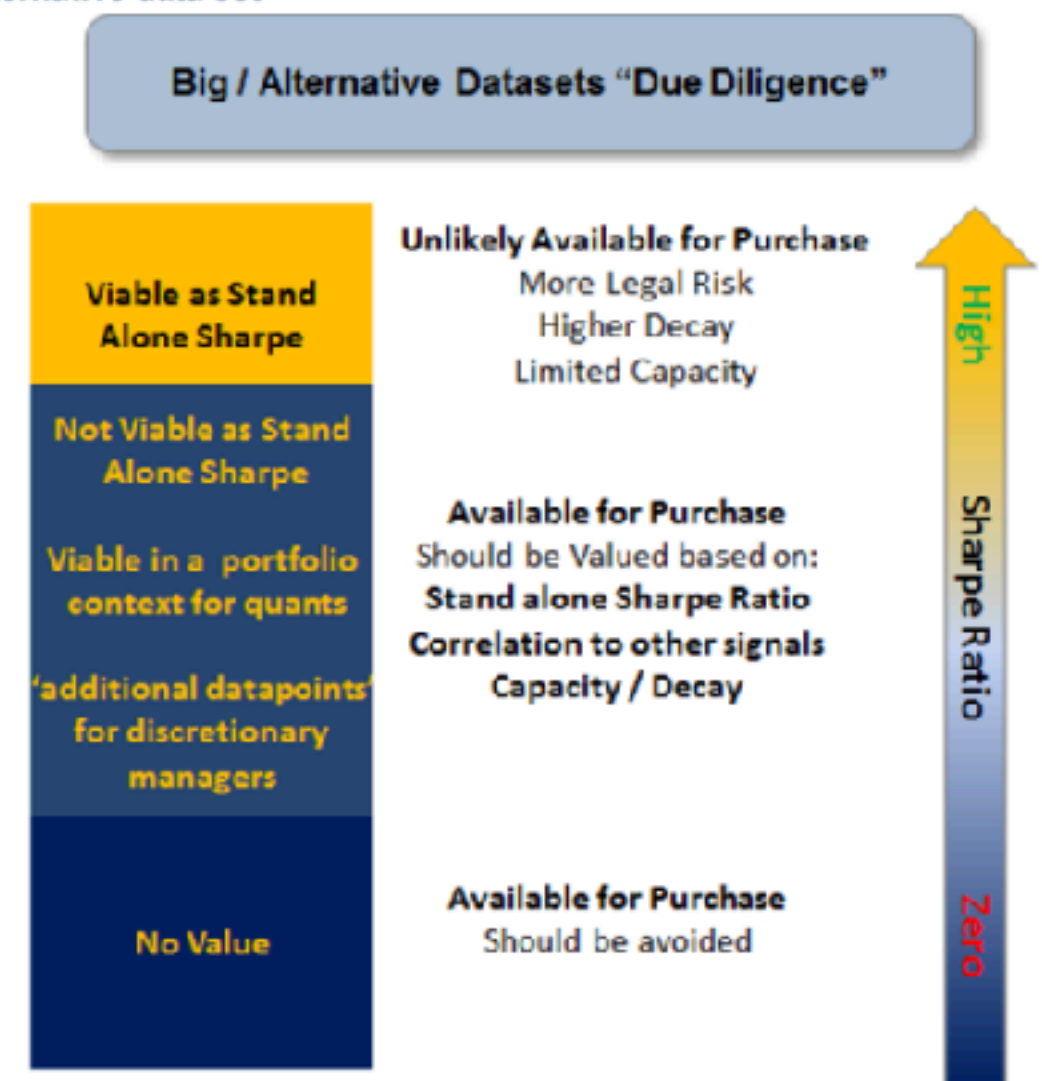 Big / Alternative Datasets “Due Diligence”
Viable as Stand
Alone Sharpe
Unlikely Available for Purchase
More Legal Risk
Higher Decay
Limited Capacity
Not Viable as Stand
Alone Sharpe
Viable in a portfolio
context for quants
'additional datapoints'
for discretionary
managers
Available for Purchase
Should be Valued based on:
Stand alone Sharpe Ratio
Correlation to other signals
Capacity / Decay
No Value
Available for Purchase
Should be avoided
High
Sharpe Ratio
Zero